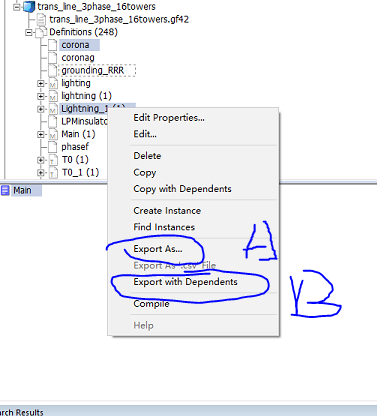 trans_line_3phase_16towers
trans_line_3phase_16towers.gf42
Definitions (248)
corona
coronag
grounding_RRR
lighting
lightning (1)
Lightning_1 (1)
LPMinsulato
Main (1)
phasef
T0 (1)
T0_1 (1)
Main
Edit Properties...
Edit...
Delete
Copy
Copy with Dependents
Create Instance
Find Instances
Export As...
A
Export As '.csv' File
Export with Dependents
B
Compile
Help
arch Results